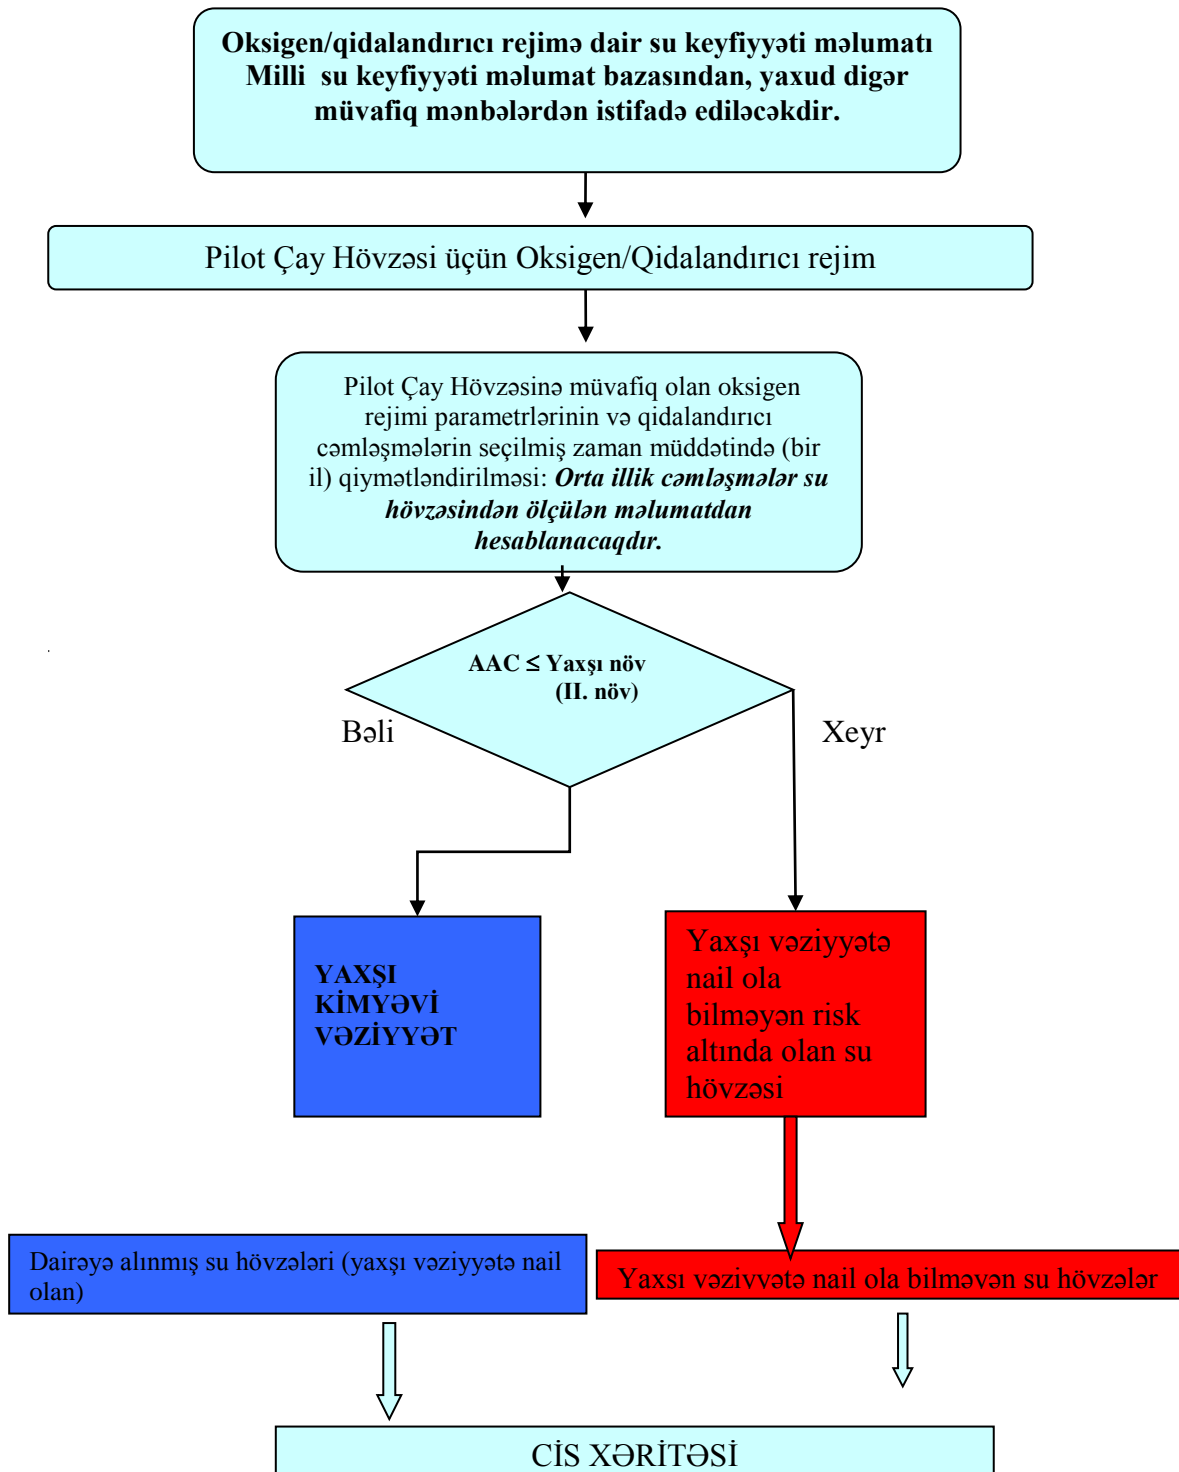 Oksigen/qidalandırıcı rejimə dair su keyfiyyəti məlumatı
Milli su keyfiyyəti məlumat bazasından, yaxud digər
müvafiq mənbələrdən istifadə ediləcəkdir.
Pilot Çay Hövzəsi üçün Oksigen/Qidalandırıcı rejim
Pilot Çay Hövzəsinə müvafiq olan oksigen
rejimi parametrlərinin və qidalandırıcı
cəmləşmələrin seçilmiş zaman müddətində (bir
il) qiymətləndirilməsi: Orta illik cəmləşmələr su
hövzəsindən ölçülən məlumatdan
hesablanacaqdır.
AAC ≤ Yaxşı növ
(II. növ)
Bəli
Xeyr
YAXŞI
KİMYƏVİ
VƏZİYYƏT
Yaxşı vəziyyətə
nail ola
bilməyən risk
altında olan su
hövzəsi
Dairəyə alınmış su hövzələri (yaxşı vəziyyətə nail
olan)
Yaxşı vəziyyətə nail ola bilməyən su hövzələr
CİS XƏRİTƏSİ